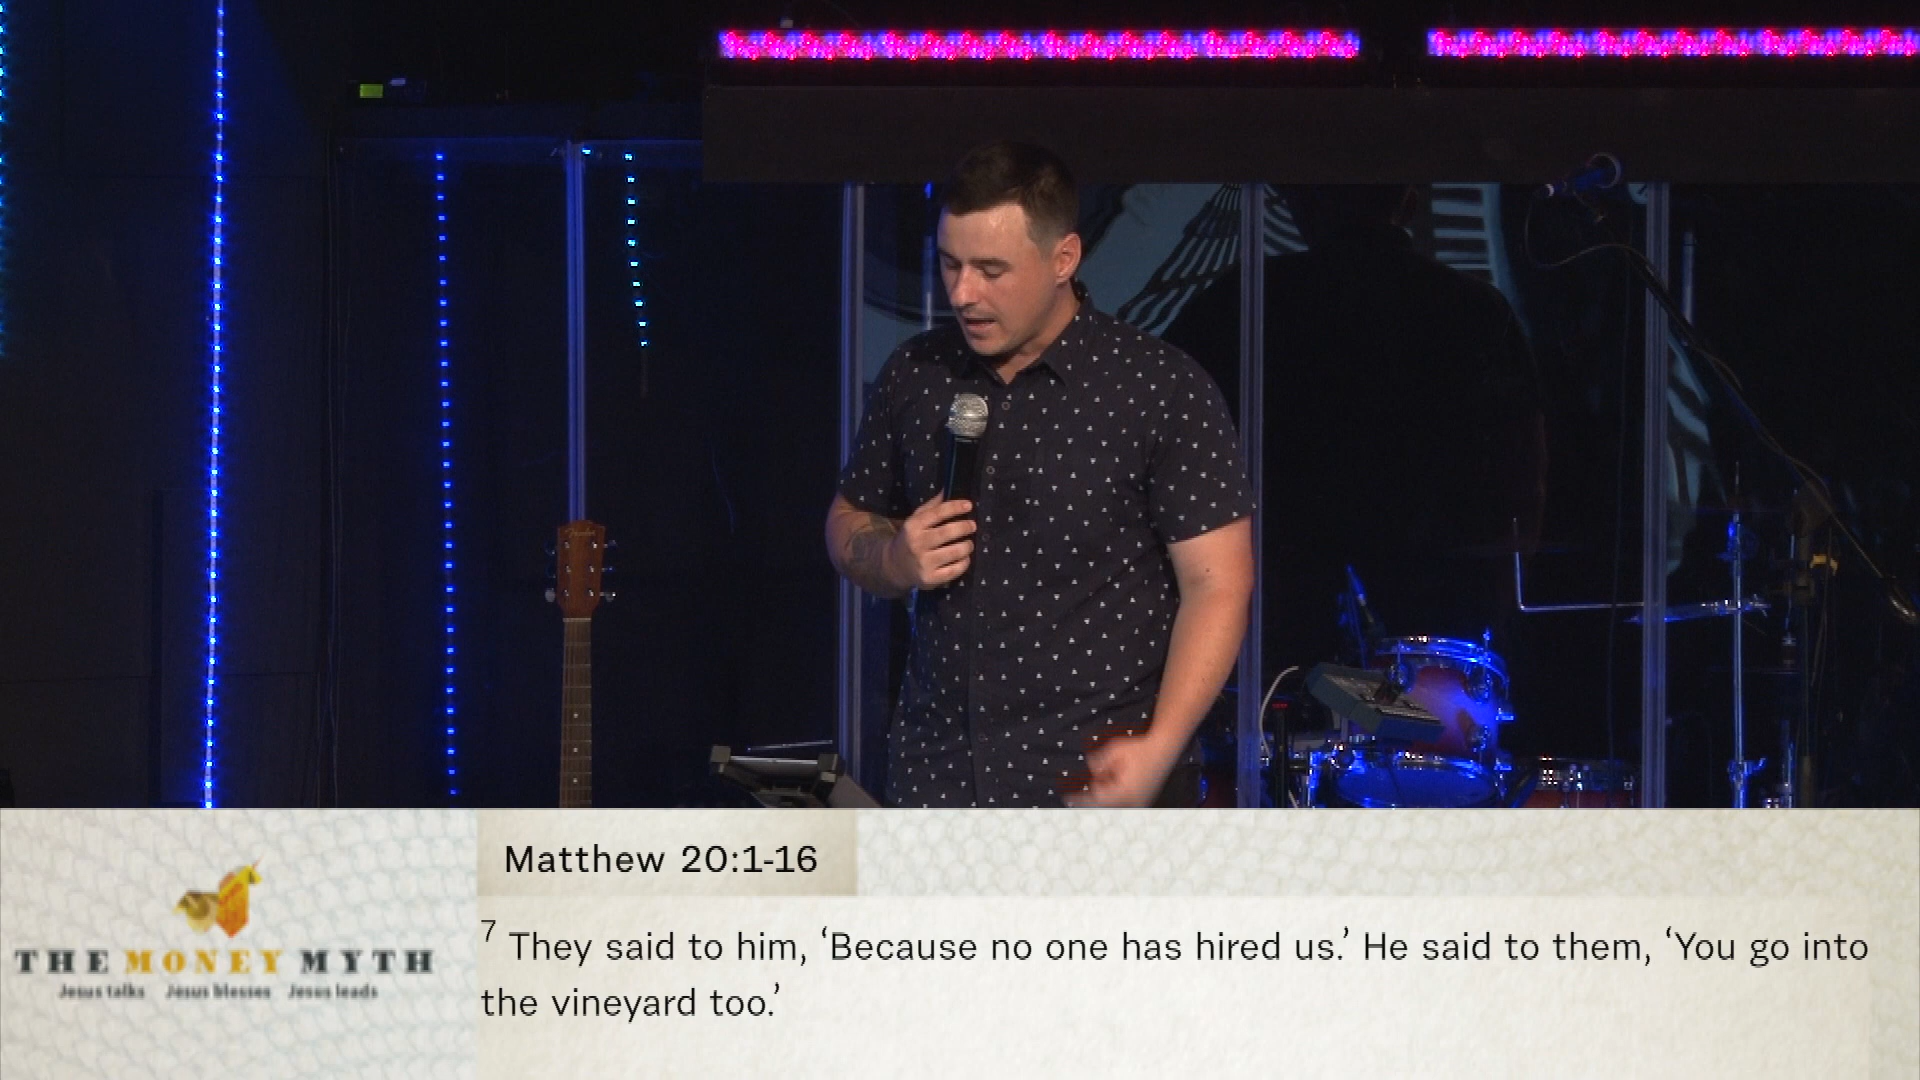 Matthew 20:1-16
7 They said to him, ‘Because no one has hired us.’ He said to them, ‘You go into
the vineyard too.’
THE MONEY MYTH
Jesus talks Jesus blesses Jesus leads
Fender